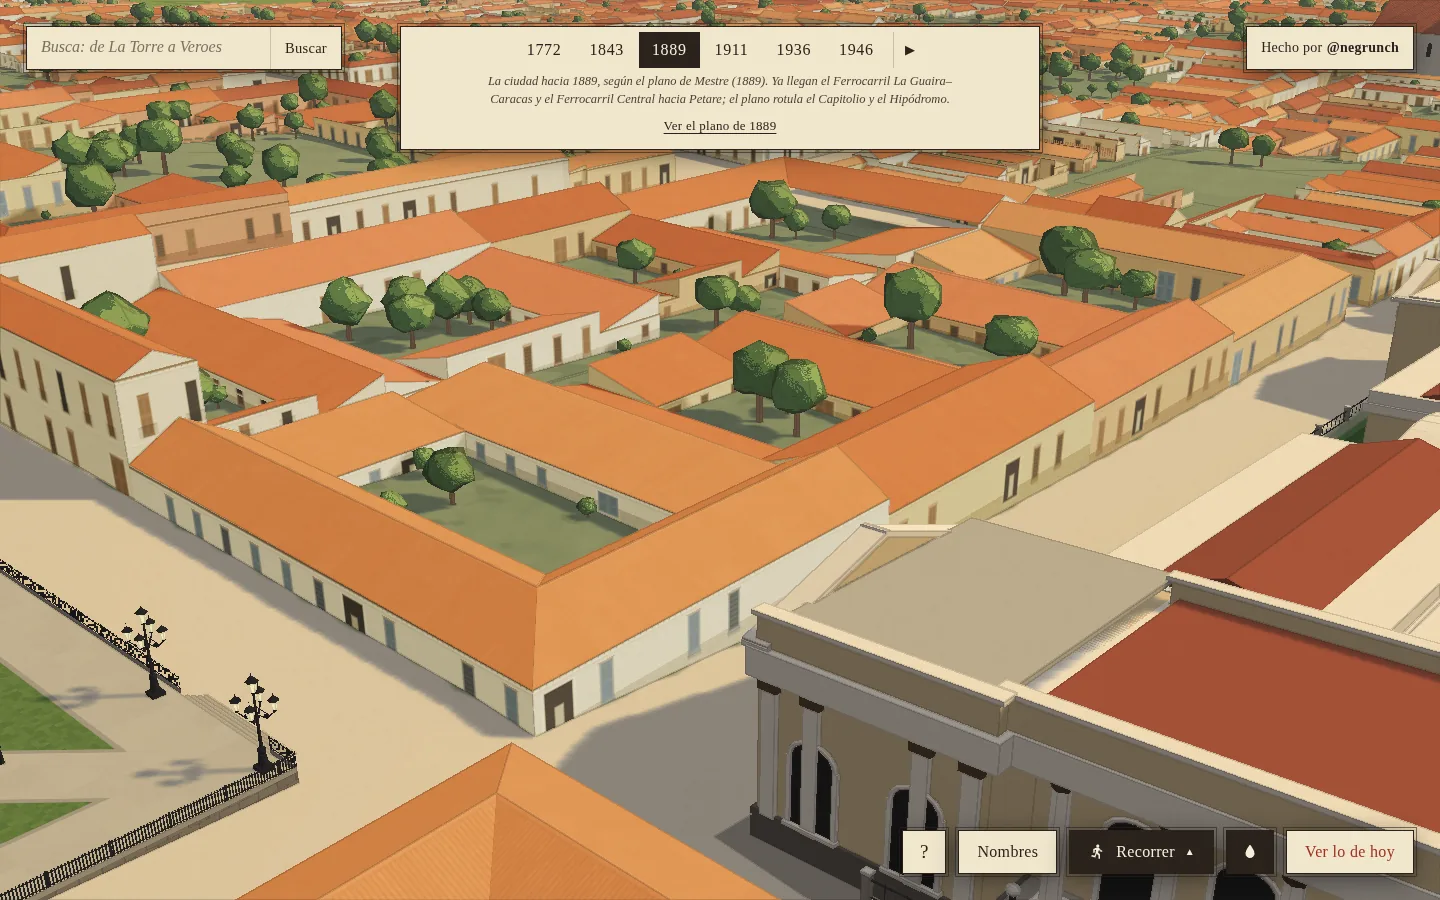 Busca: de La Torre a Veroes
Buscar
1772 1843 1889 1911 1936 1946 ▶
La ciudad hacia 1889, según el plano de Mestre (1889). Ya llegan el Ferrocarril La Guaira–
Caracas y el Ferrocarril Central hacia Petare; el plano rotula el Capitolio y el Hipódromo.
Ver el plano de 1889
Hecho por @negrunch
?
Nombres
Recorrer ▲
Ver lo de hoy